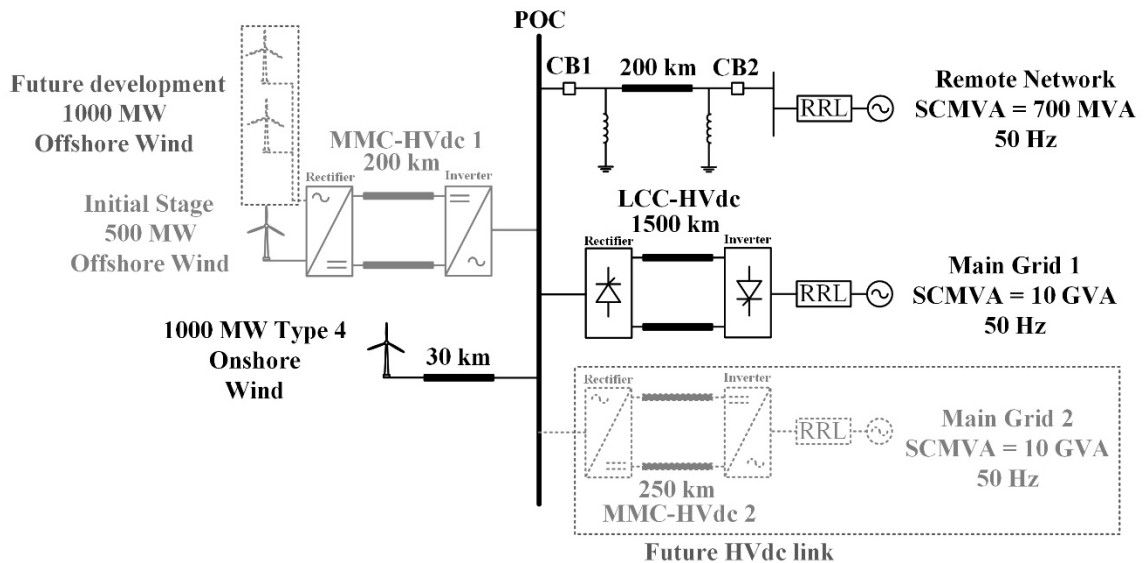 POC
CB1
200 km
CB2
Remote Network
SCMVA = 700 MVA
50 Hz
RRL
Future development
1000 MW
Offshore Wind
MMC-HVdc 1
200 km
Rectifier
Inverter
Initial Stage
500 MW
Offshore Wind
LCC-HVdc
1500 km
Rectifier
Inverter
RRL
Main Grid 1
SCMVA = 10 GVA
50 Hz
1000 MW Type 4
Onshore
Wind
30 km
Rectifier
Inverter
RRL
Main Grid 2
SCMVA = 10 GVA
50 Hz
250 km
MMC-HVdc 2
Future HVdc link